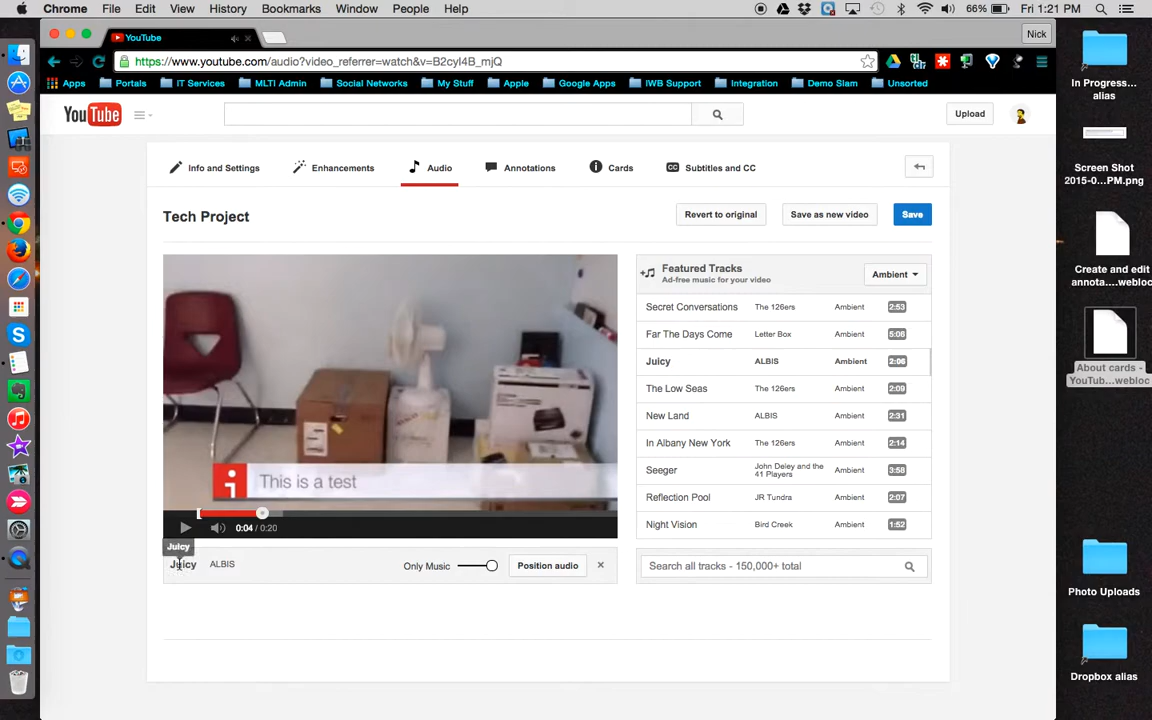 Chrome File Edit View History Bookmarks Window People Help 66% Fri 1:21 PM
YouTube Nick
https://www.youtube.com/audio?video_referrer=watch&v=B2cyI4B_mjQ
Apps Portals IT Services MLTI Admin Social Networks My Stuff Apple Google Apps IWB Support Integration Demo Slam Unsorted
YouTube Upload
Info and Settings Enhancements Audio Annotations Cards CC Subtitles and CC
Tech Project Revert to original Save as new video Save
Featured Tracks
Ad-free music for your video
Ambient
Secret Conversations The 126ers Ambient 2:53
Far The Days Come Letter Box Ambient 5:06
Juicy ALBIS Ambient 2:06
The Low Seas The 126ers Ambient 2:09
New Land ALBIS Ambient 2:31
In Albany New York The 126ers Ambient 2:14
Seeger John Deley and the
41 Players Ambient 3:58
Reflection Pool JR Tundra Ambient 2:07
Night Vision Bird Creek Ambient 1:52
Search all tracks - 150,000+ total
This is a test
0:04 / 0:20
Juicy
Juicy ALBIS Only Music Position audio
In Progress...
alias
Screen Shot
2015-0...PM.png
Create and edit
annota....webloc
About cards -
YouTub...webloc
Photo Uploads
Dropbox alias